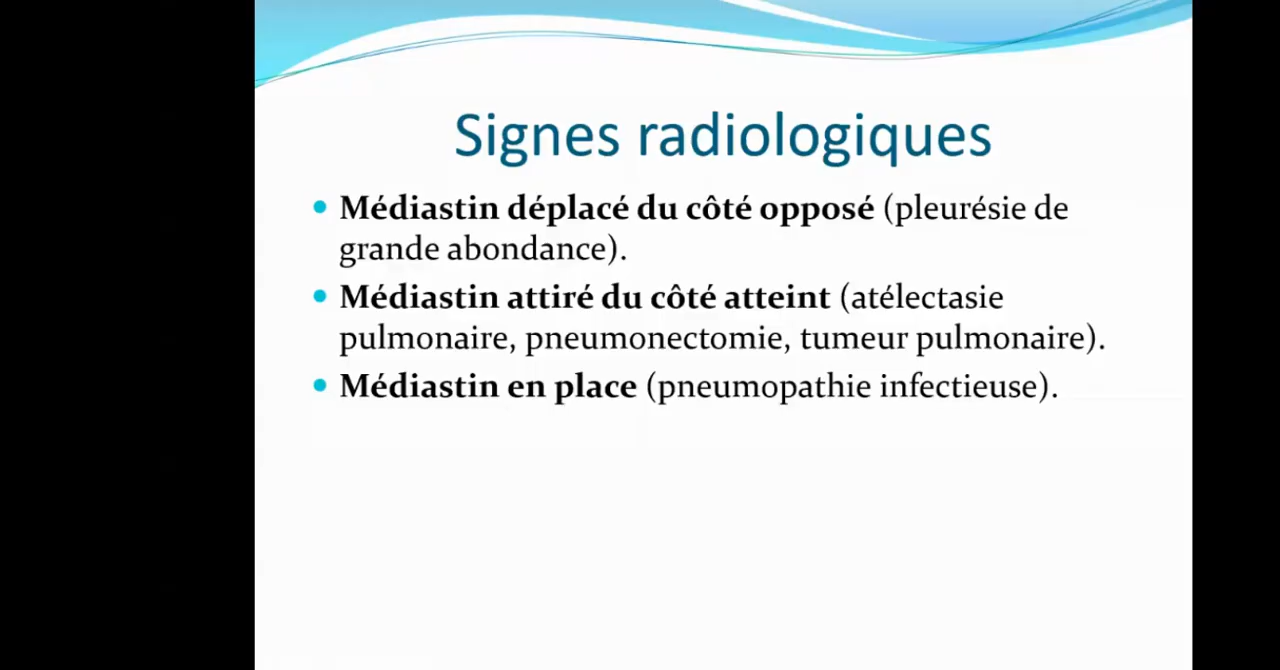 Signes radiologiques
• Médiastin déplacé du côté opposé (pleurésie de
grande abondance).
• Médiastin attiré du côté atteint (atélectasie
pulmonaire, pneumonectomie, tumeur pulmonaire).
• Médiastin en place (pneumopathie infectieuse).